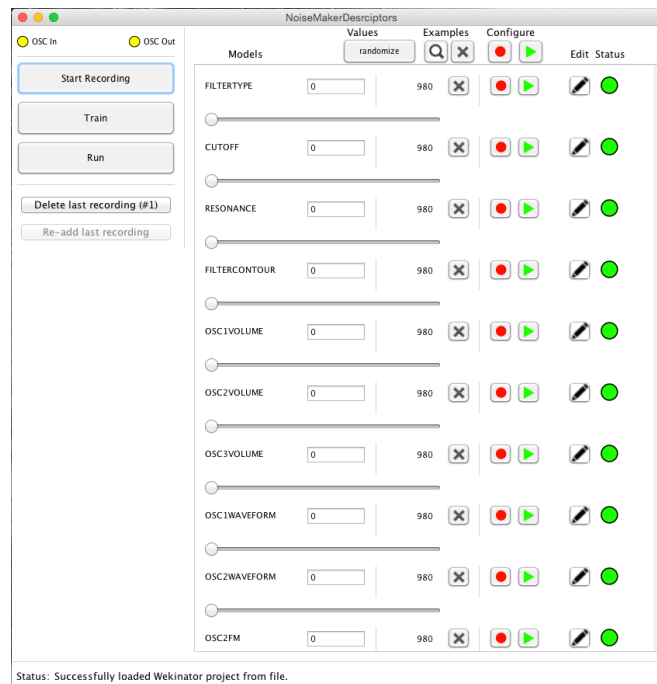 NoiseMakerDesrciptors
OSC In OSC Out
Start Recording
Train
Run
Delete last recording (#1)
Re-add last recording
Values Examples Configure
Models randomize Edit Status
FILTERTYPE 0 980
CUTOFF 0 980
RESONANCE 0 980
FILTERCONTOUR 0 980
OSC1VOLUME 0 980
OSC2VOLUME 0 980
OSC3VOLUME 0 980
OSC1WAVEFORM 0 980
OSC2WAVEFORM 0 980
OSC2FM 0 980
Status: Successfully loaded Wekinator project from file.